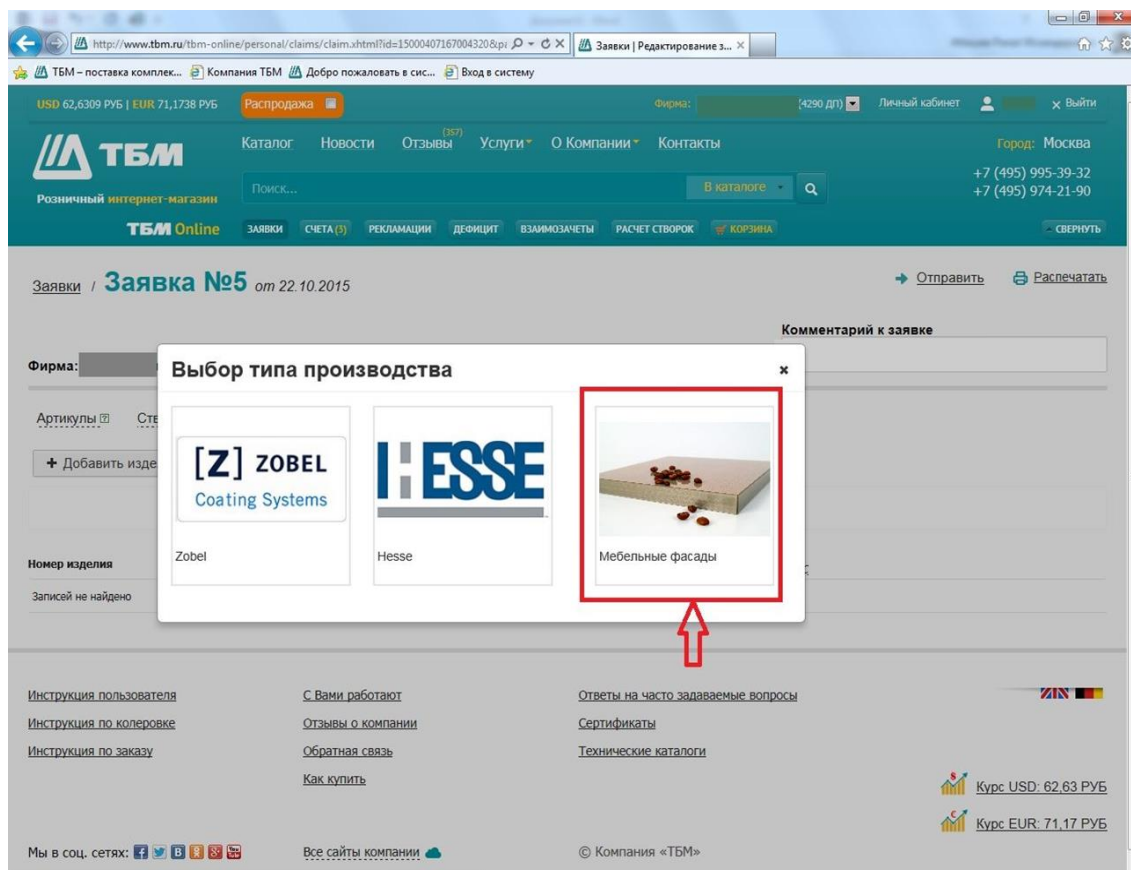 http://www.tbm.ru/tbm-online/personal/claims/claim.xhtml?id=15000407167004320&pr
Заявки | Редактирование з...
ТБМ – поставка комплек...
Компания ТБМ
Добро пожаловать в сис...
Вход в систему
USD 62,6309 РУБ | EUR 71,1738 РУБ
Распродажа
Фирма:
(4290 ДП)
Личный кабинет
Выйти
ТБМ
Розничный интернет-магазин
Каталог Новости Отзывы (357) Услуги О Компании Контакты
Город: Москва
+7 (495) 995-39-32
+7 (495) 974-21-90
Поиск...
В каталоге
ТБМ Online
ЗАЯВКИ СЧЕТА (3) РЕКЛАМАЦИИ ДЕФИЦИТ ВЗАИМОЗАЧЕТЫ РАСЧЕТ СТВОРОК КОРЗИНА
СВЕРНУТЬ
Заявки / Заявка №5 от 22.10.2015
Отправить
Распечатать
Комментарий к заявке
Фирма:
Выбор типа производства
Артикулы
Ств
+ Добавить изде
[Z] ZOBEL
Coating Systems
HESSE
Zobel
Hesse
Мебельные фасады
Номер изделия
Записей не найдено
Инструкция пользователя
С Вами работают
Ответы на часто задаваемые вопросы
Инструкция по колеровке
Отзывы о компании
Сертификаты
Инструкция по заказу
Обратная связь
Технические каталоги
Как купить
Курс USD: 62,63 РУБ
Курс EUR: 71,17 РУБ
Мы в соц. сетях:
Все сайты компании
© Компания «ТБМ»